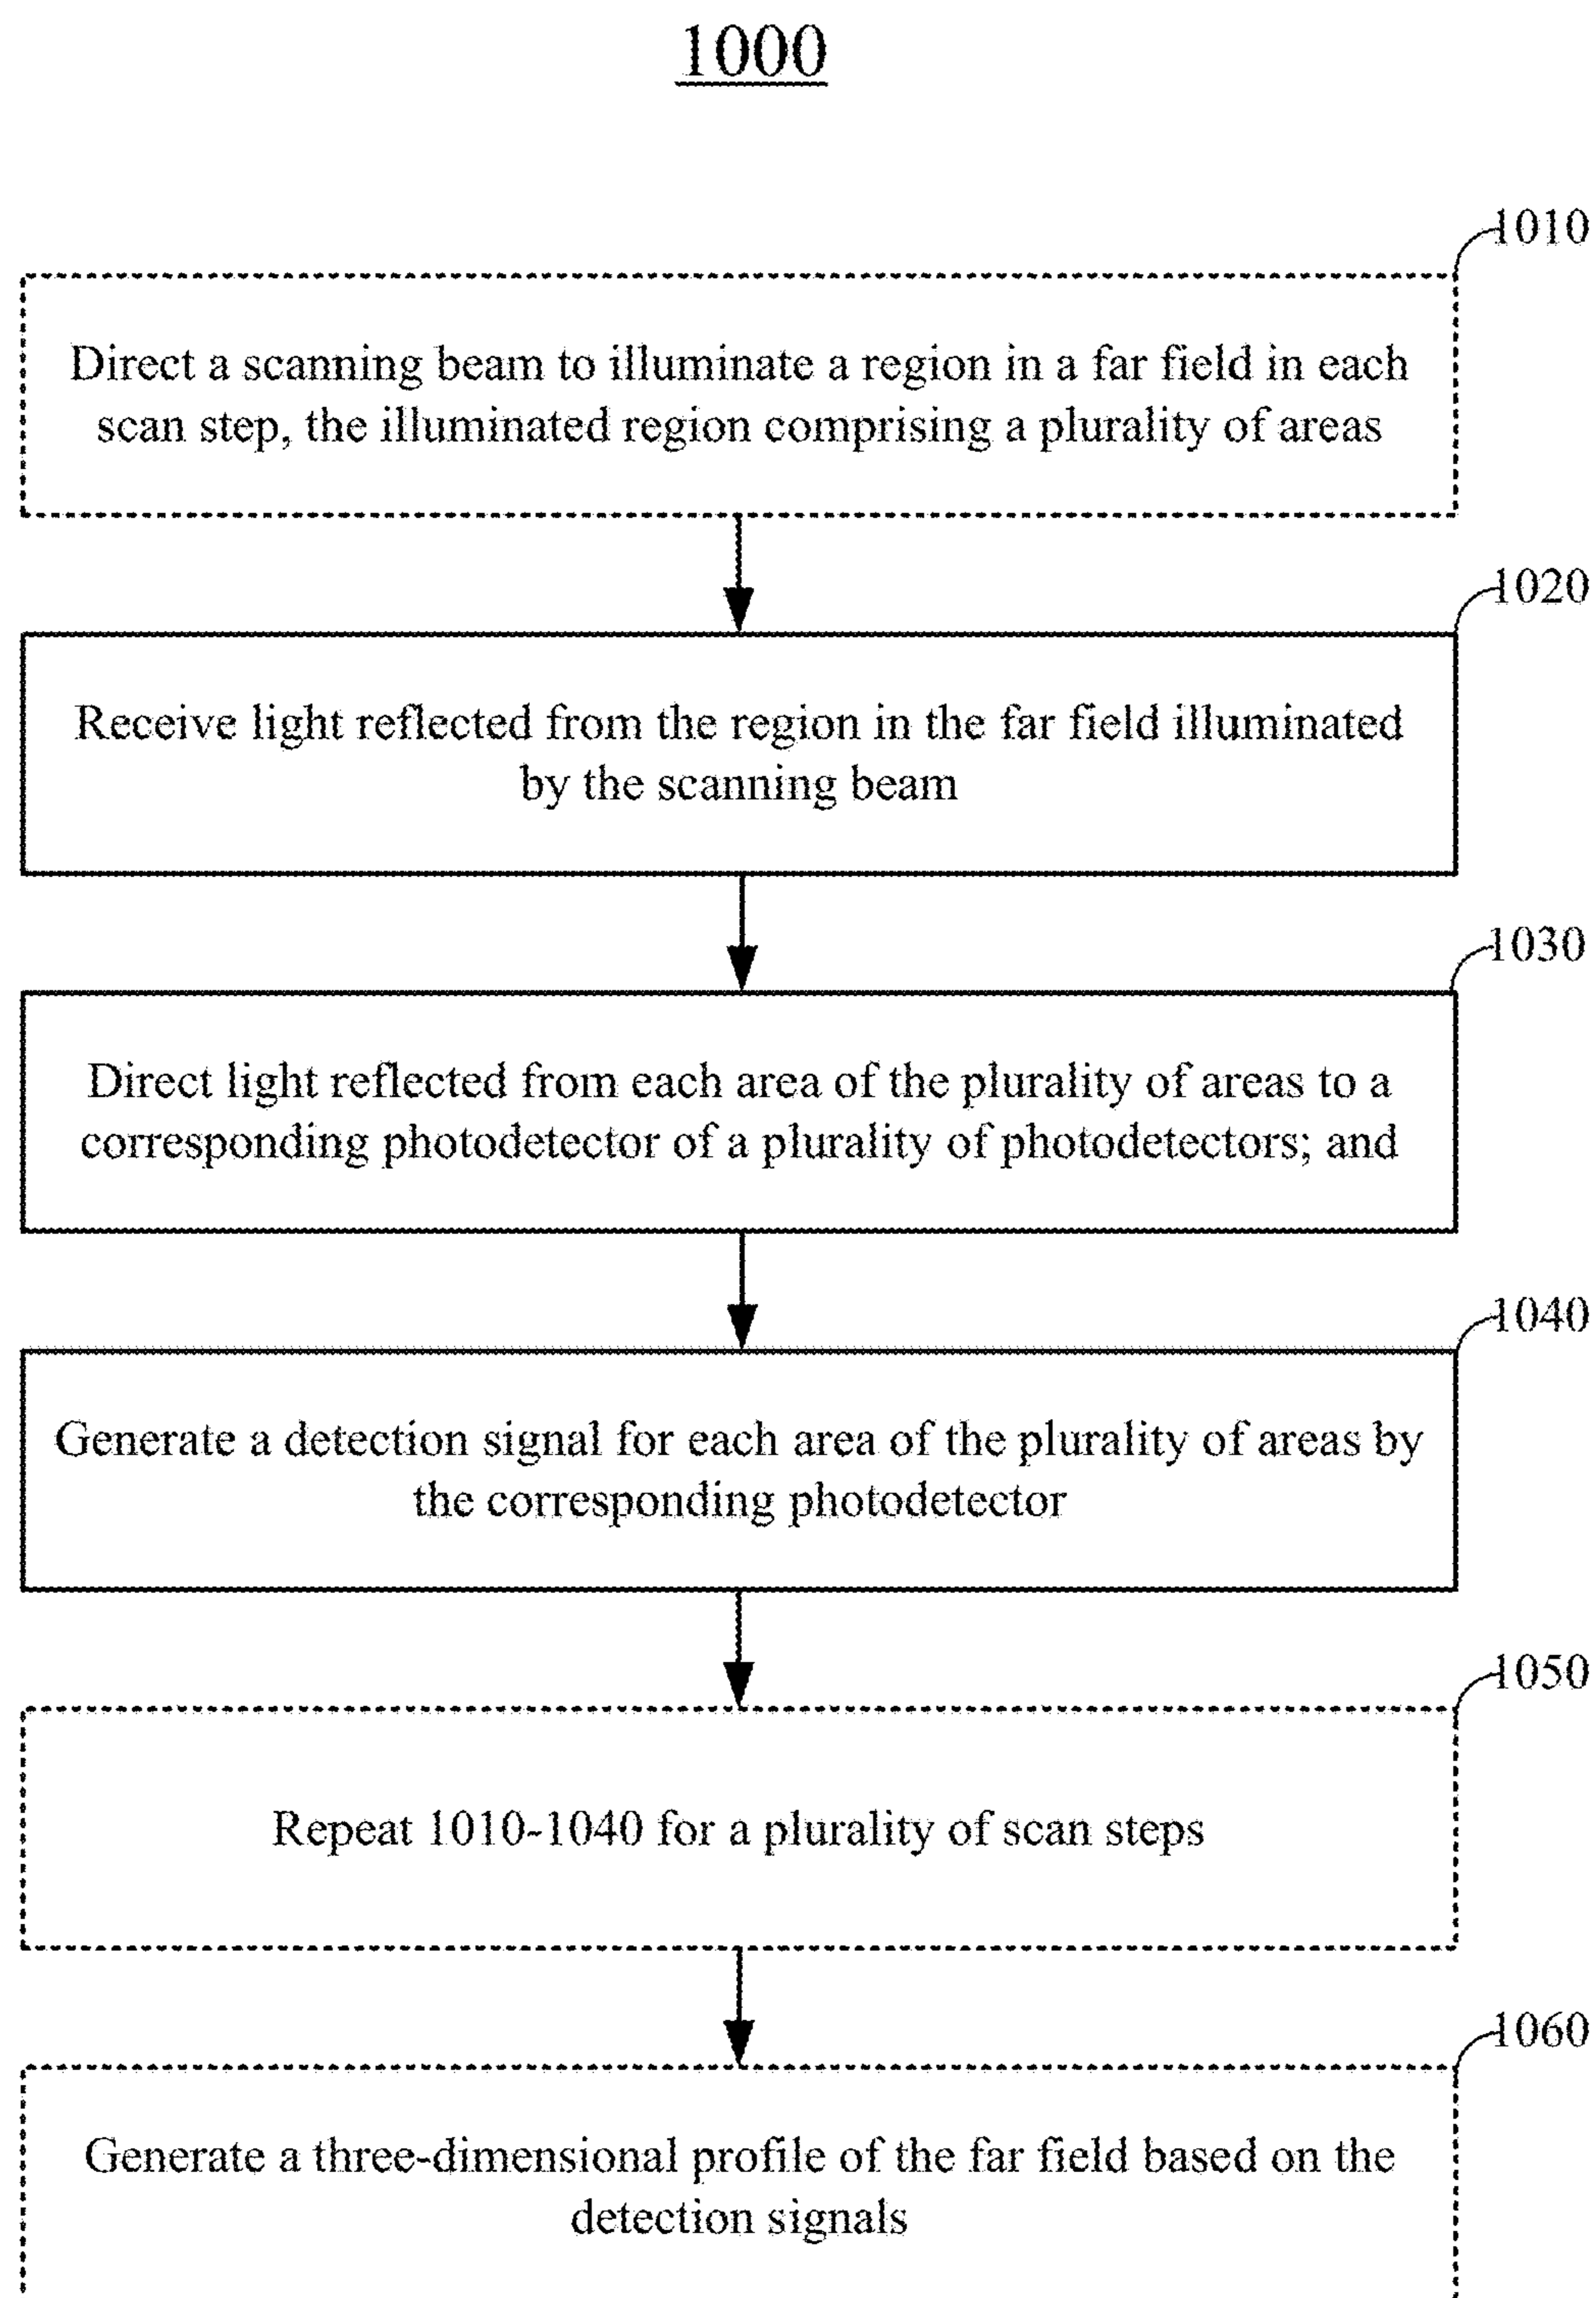 1000
1010
Direct a scanning beam to illuminate a region in a far field in each
scan step, the illuminated region comprising a plurality of areas
1020
Receive light reflected from the region in the far field illuminated
by the scanning beam
1030
Direct light reflected from each area of the plurality of areas to a
corresponding photodetector of a plurality of photodetectors; and
1040
Generate a detection signal for each area of the plurality of areas by
the corresponding photodetector
1050
Repeat 1010-1040 for a plurality of scan steps
1060
Generate a three-dimensional profile of the far field based on the
detection signals